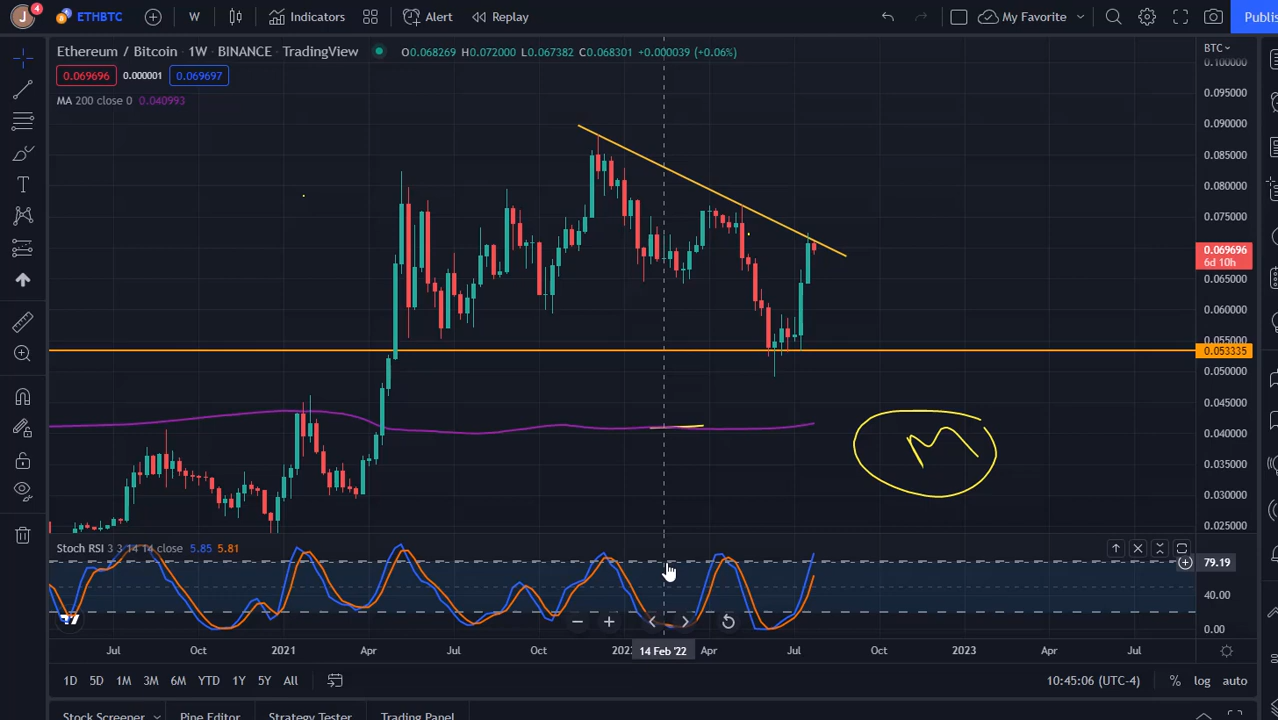 J 4 ETHBTC W Indicators Alert Replay My Favorite Publis
Ethereum / Bitcoin · 1W · BINANCE · TradingView O0.068269 H0.072000 L0.067382 C0.068301 +0.000039 (+0.06%) BTC
0.069696 0.000001 0.069697
MA 200 close 0 0.040993
0.100000
0.095000
0.090000
0.085000
0.080000
0.075000
0.069696
6d 10h
0.065000
0.060000
0.055000
0.053335
0.050000
0.045000
0.040000
0.035000
0.030000
0.025000
Stoch RSI 3 3 14 14 close 5.85 5.81
79.19
40.00
0.00
Jul Oct 2021 Apr Jul Oct 2022 14 Feb '22 Apr Jul Oct 2023 Apr Jul
1D 5D 1M 3M 6M YTD 1Y 5Y All 10:45:06 (UTC-4) % log auto
Stock Screener Pine Editor Strategy Tester Trading Panel